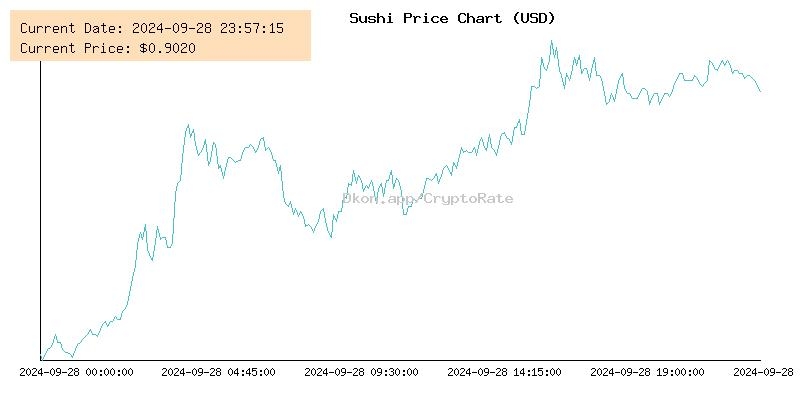 Sushi Price Chart (USD)
Current Date: 2024-09-28 23:57:15
Current Price: $0.9020
0kon.app/CryptoRate
2024-09-28 00:00:00 2024-09-28 04:45:00 2024-09-28 09:30:00 2024-09-28 14:15:00 2024-09-28 19:00:00 2024-09-28